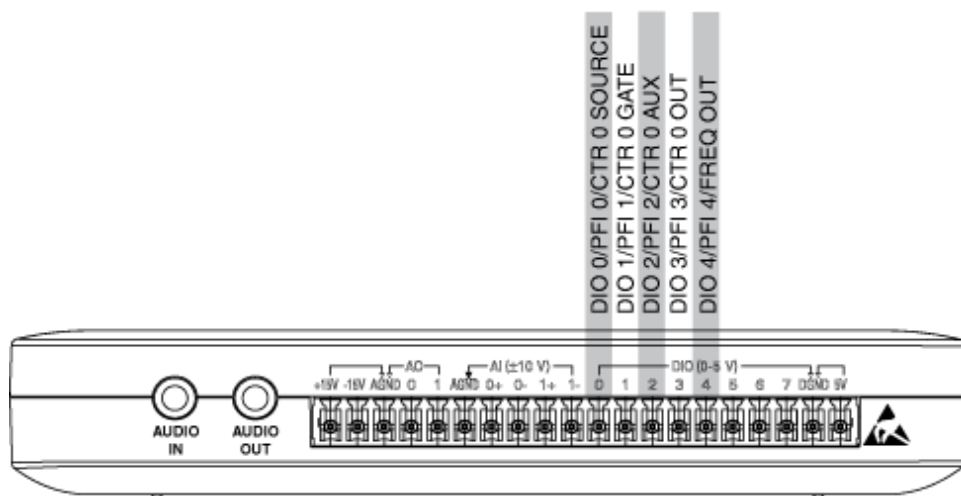 DIO 0/PFI 0/CTR 0 SOURCE
DIO 1/PFI 1/CTR 0 GATE
DIO 2/PFI 2/CTR 0 AUX
DIO 3/PFI 3/CTR 0 OUT
DIO 4/PFI 4/FREQ OUT
AO AI (±10 V) DIO (0-5 V)
+15V -15V AGND 0 1 AGND 0+ 0- 1+ 1- 0 1 2 3 4 5 6 7 DGND 5V
AUDIO IN
AUDIO OUT